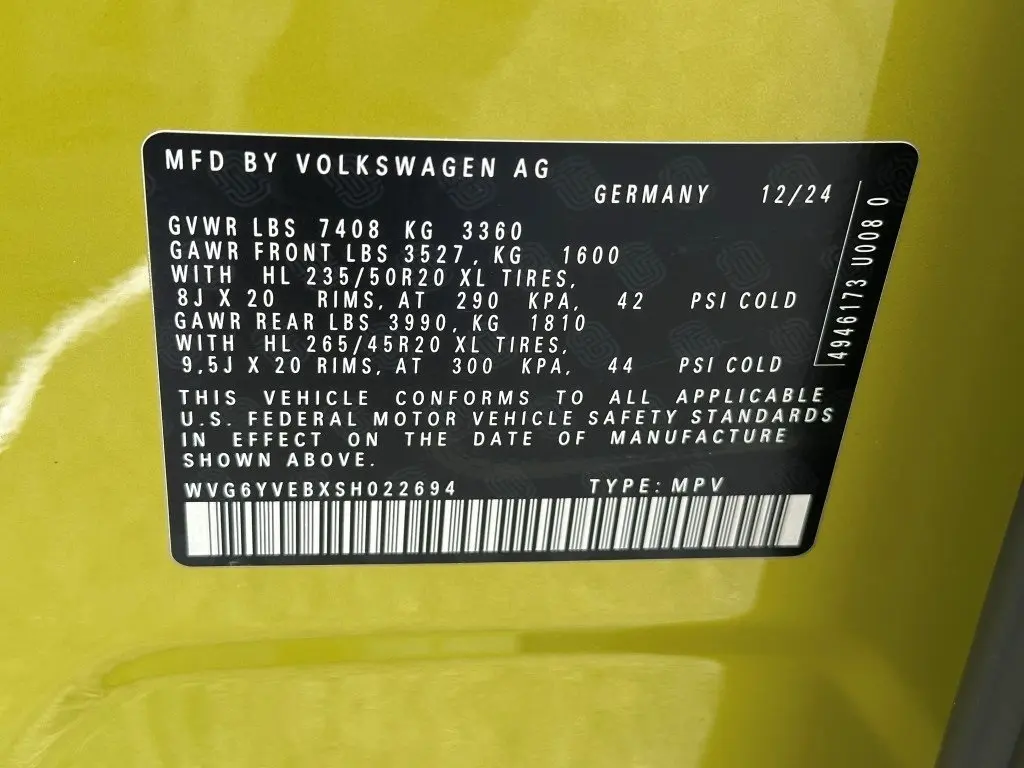 MFD BY VOLKSWAGEN AG
GERMANY 12/24
GVWR LBS 7408 KG 3360
GAWR FRONT LBS 3527, KG 1600
WITH HL 235/50R20 XL TIRES,
8J X 20 RIMS, AT 290 KPA, 42 PSI COLD
GAWR REAR LBS 3990, KG 1810
WITH HL 265/45R20 XL TIRES,
9,5J X 20 RIMS, AT 300 KPA, 44 PSI COLD
THIS VEHICLE CONFORMS TO ALL APPLICABLE
U.S. FEDERAL MOTOR VEHICLE SAFETY STANDARDS
IN EFFECT ON THE DATE OF MANUFACTURE
SHOWN ABOVE.
WVG6YVEBXSH022694 TYPE: MPV
4946173 U008 0